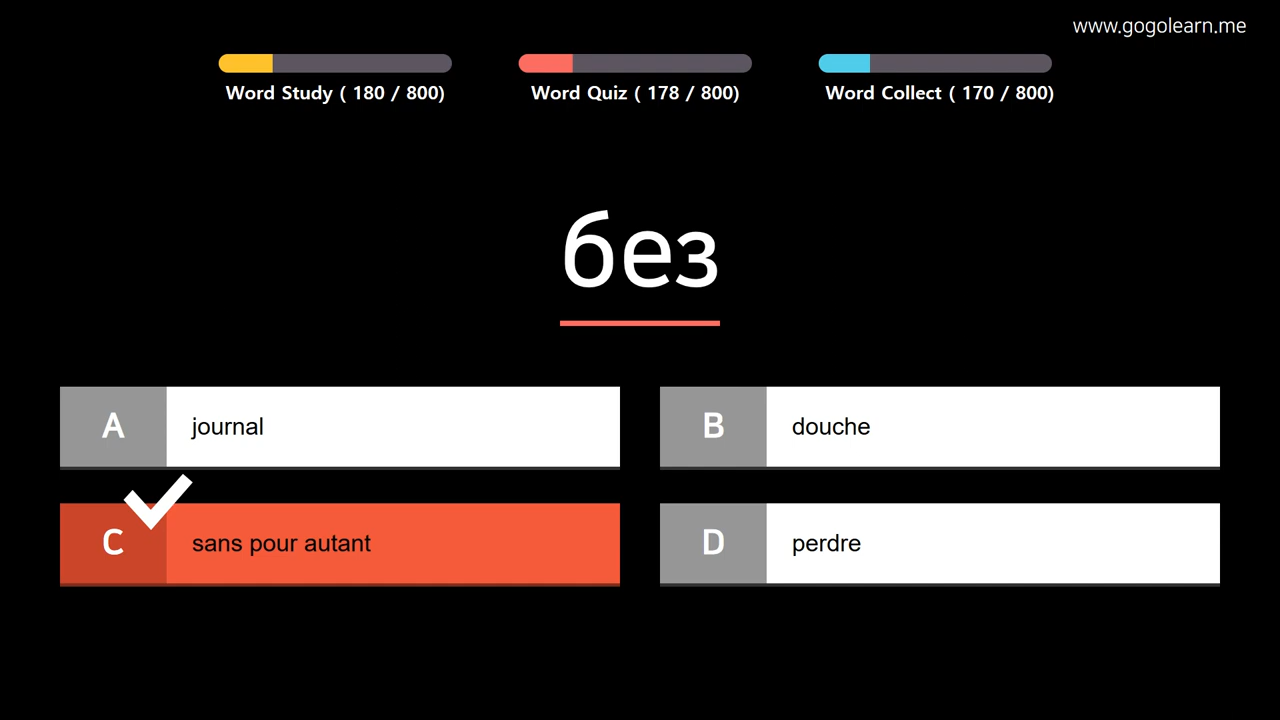 www.gogolearn.me
Word Study ( 180 / 800)
Word Quiz ( 178 / 800)
Word Collect ( 170 / 800)
без
A journal
B douche
C sans pour autant
D perdre